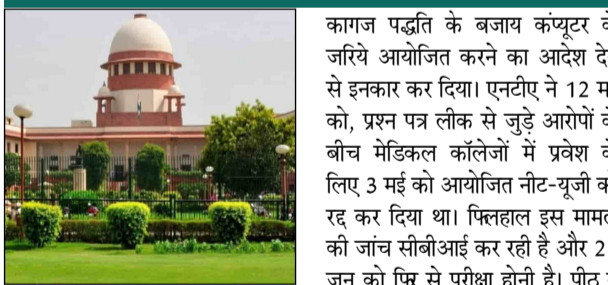 कागज पद्धति के बजाय कंप्यूटर
जरिये आयोजित करने का आदेश
से इनकार कर दिया। एनटीए ने 12
को, प्रश्न पत्र लीक से जुड़े आरोपों
बीच मेडिकल कॉलेजों में प्रवेश
लिए 3 मई को आयोजित नीट-यूजी
रद्द कर दिया था। फिलहाल इस
की जांच सीबीआई कर रही है और
जून को फिर से परीक्षा होनी है। पीठ